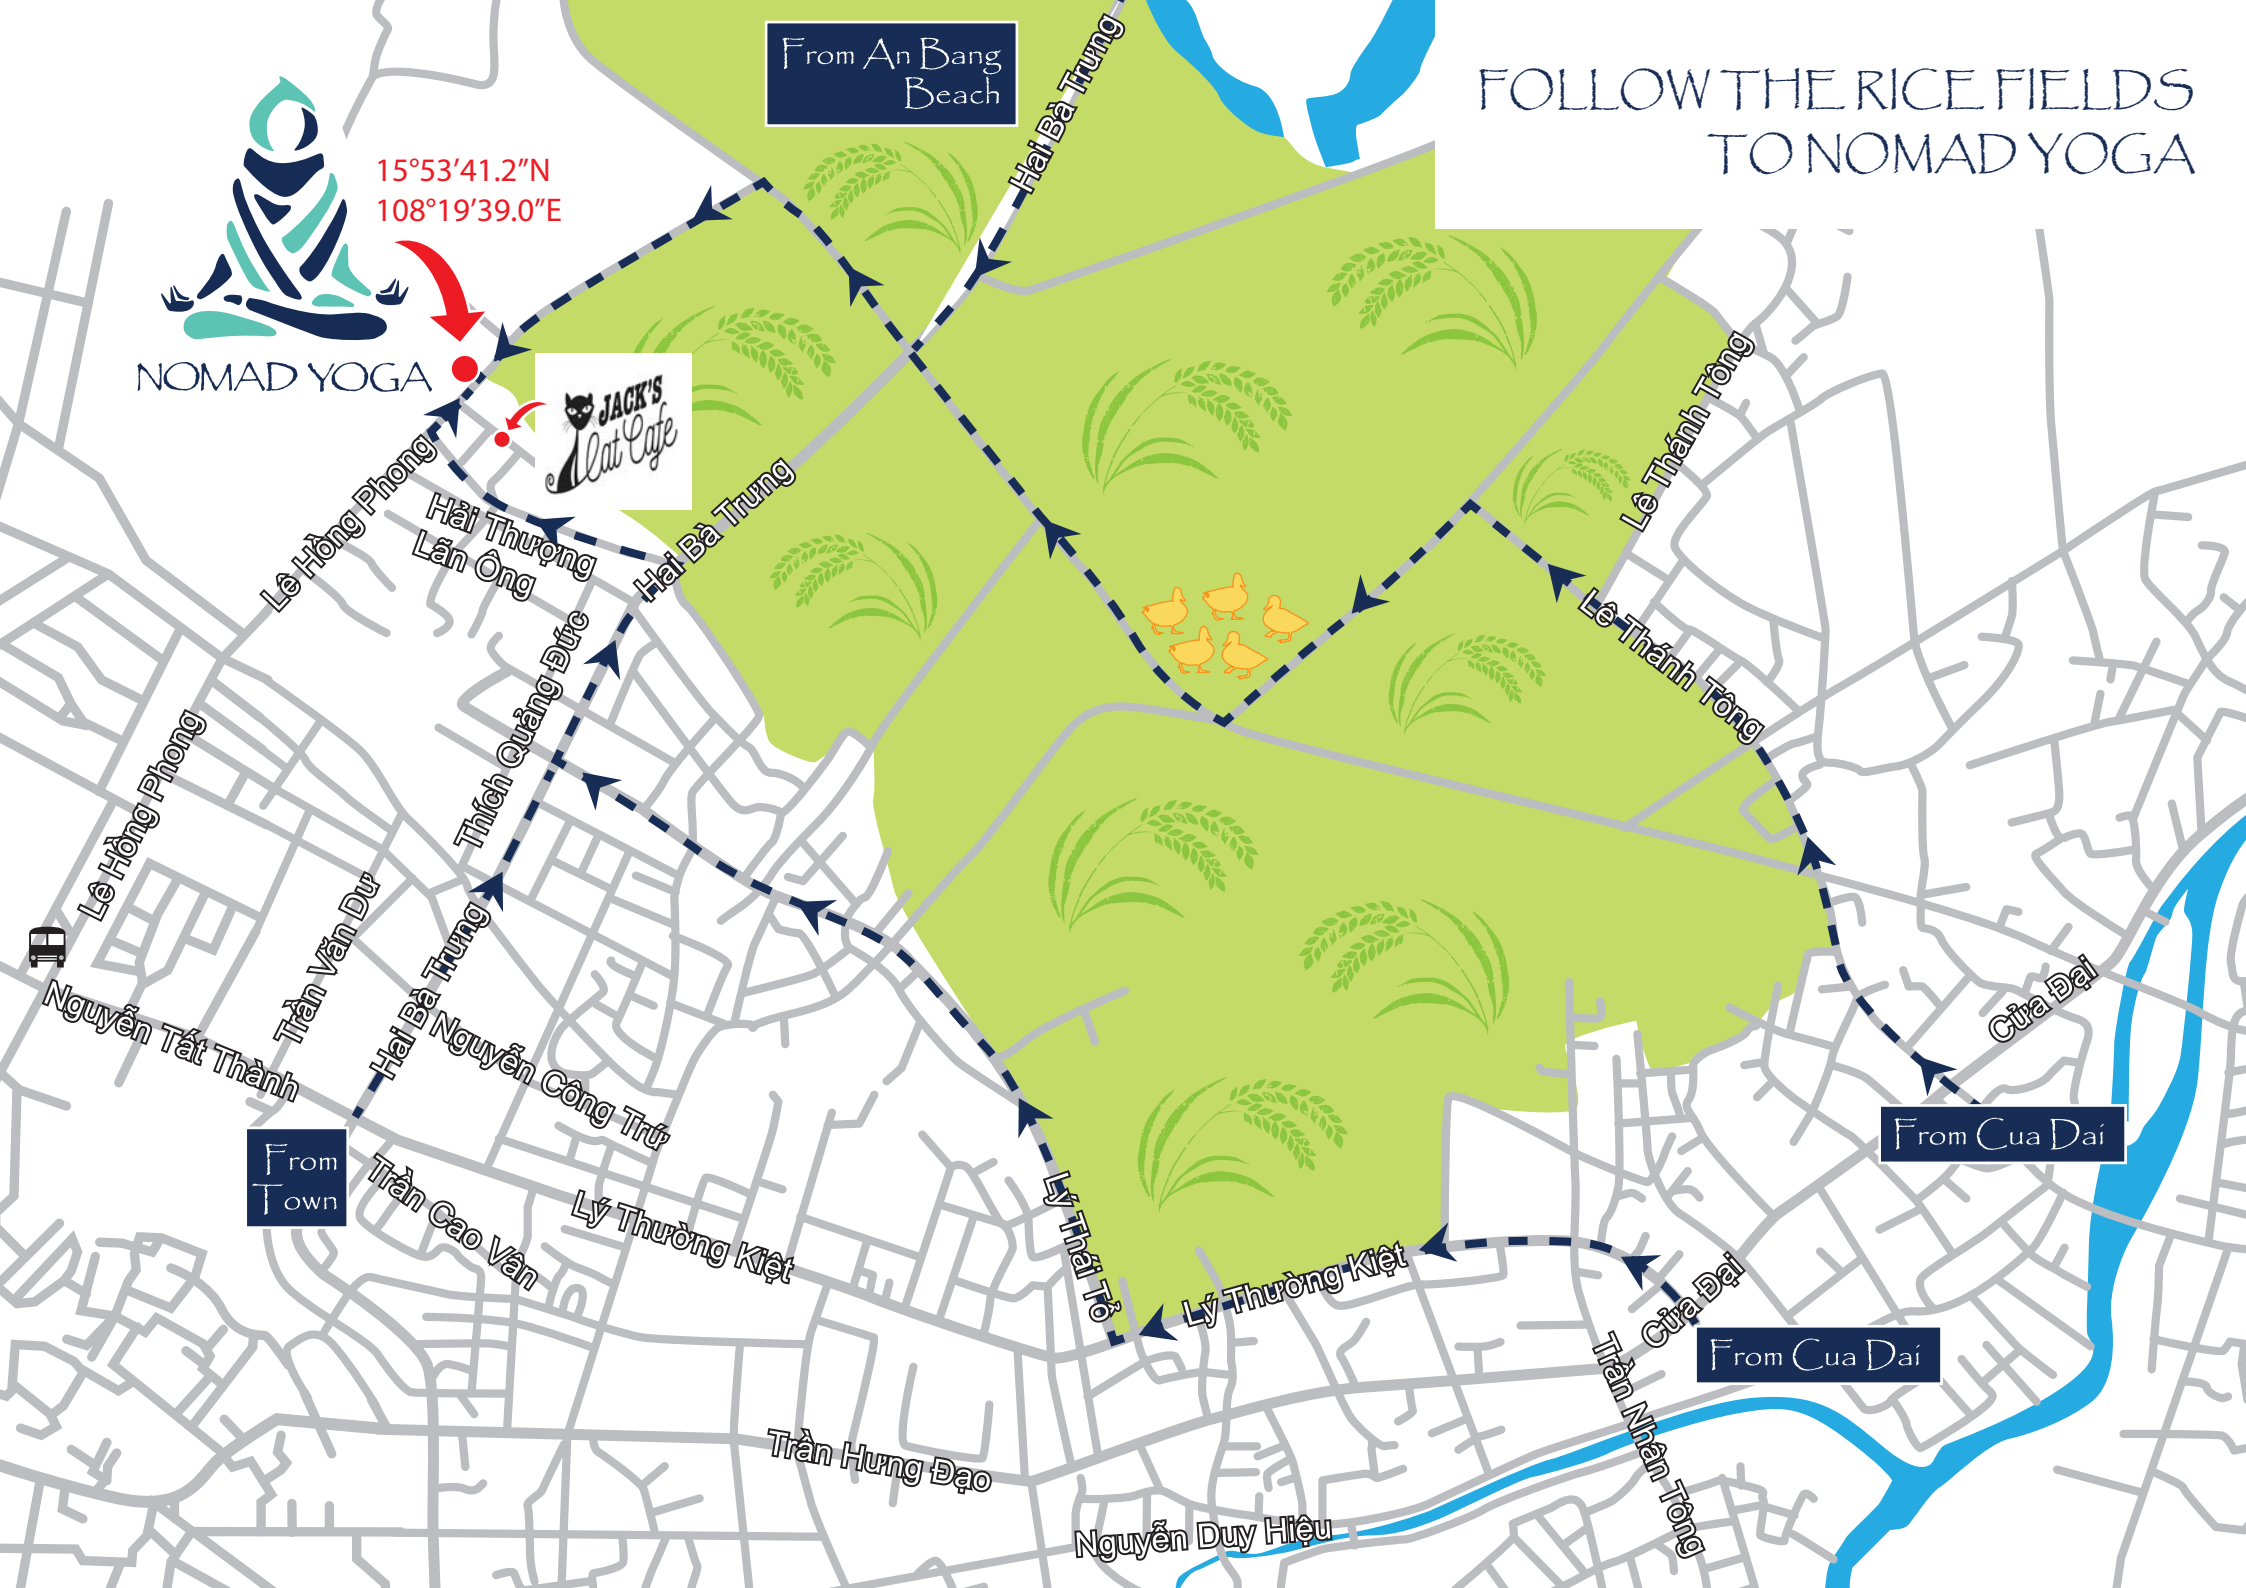 FOLLOW THE RICE FIELDS
TO NOMAD YOGA
From An Bang
Beach
Hai Bà Trưng
15°53’41.2”N
108°19’39.0”E
NOMAD YOGA
JACK'S
Cat Cafe
Lê Thánh Tông
Lê Hồng Phong
Hai Bà Trưng
Hải Thượng
Lãn Ông
Lê Thánh Tông
Thích Quảng Đức
Lê Hồng Phong
Trần Văn Dư
Hai Bà Trưng
Cửa Đại
Nguyễn Tất Thành
Nguyễn Công Trứ
From Cua Dai
From
Town
Trần Cao Vân
Lý Thường Kiệt
Lý Thái Tổ
Lý Thường Kiệt
Cửa Đại
From Cua Dai
Trần Nhân Tông
Trần Hưng Đạo
Nguyễn Duy Hiệu